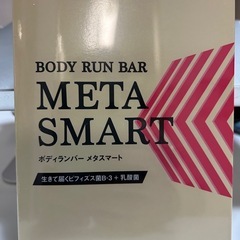 BODY RUN BAR
META
SMART
ボディランバー メタスマート
生きて届くビフィズス菌B-3 + 乳酸菌